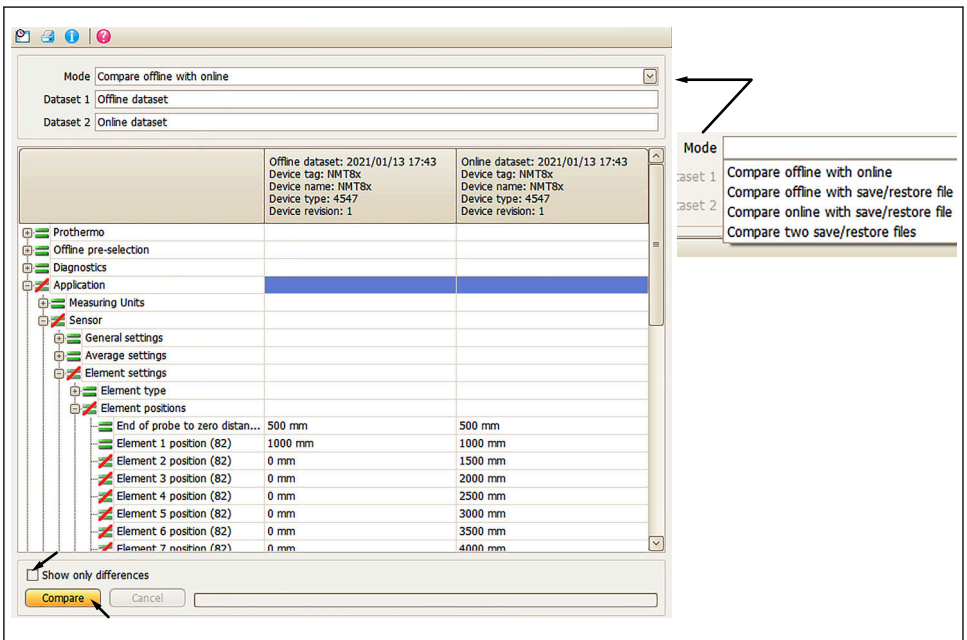 Mode Compare offline with online
Dataset 1 Offline dataset
Dataset 2 Online dataset
Offline dataset: 2021/01/13 17:43
Device tag: NMT8x
Device name: NMT8x
Device type: 4547
Device revision: 1
Online dataset: 2021/01/13 17:43
Device tag: NMT8x
Device name: NMT8x
Device type: 4547
Device revision: 1
Prothermo
Offline pre-selection
Diagnostics
Application
Measuring Units
Sensor
General settings
Average settings
Element settings
Element type
Element positions
End of probe to zero distan... 500 mm 500 mm
Element 1 position (82) 1000 mm 1000 mm
Element 2 position (82) 0 mm 1500 mm
Element 3 position (82) 0 mm 2000 mm
Element 4 position (82) 0 mm 2500 mm
Element 5 position (82) 0 mm 3000 mm
Element 6 position (82) 0 mm 3500 mm
Element 7 position (82) 0 mm 4000 mm
Show only differences
Compare Cancel
Mode
taset 1 Compare offline with online
Compare offline with save/restore file
taset 2 Compare online with save/restore file
Compare two save/restore files